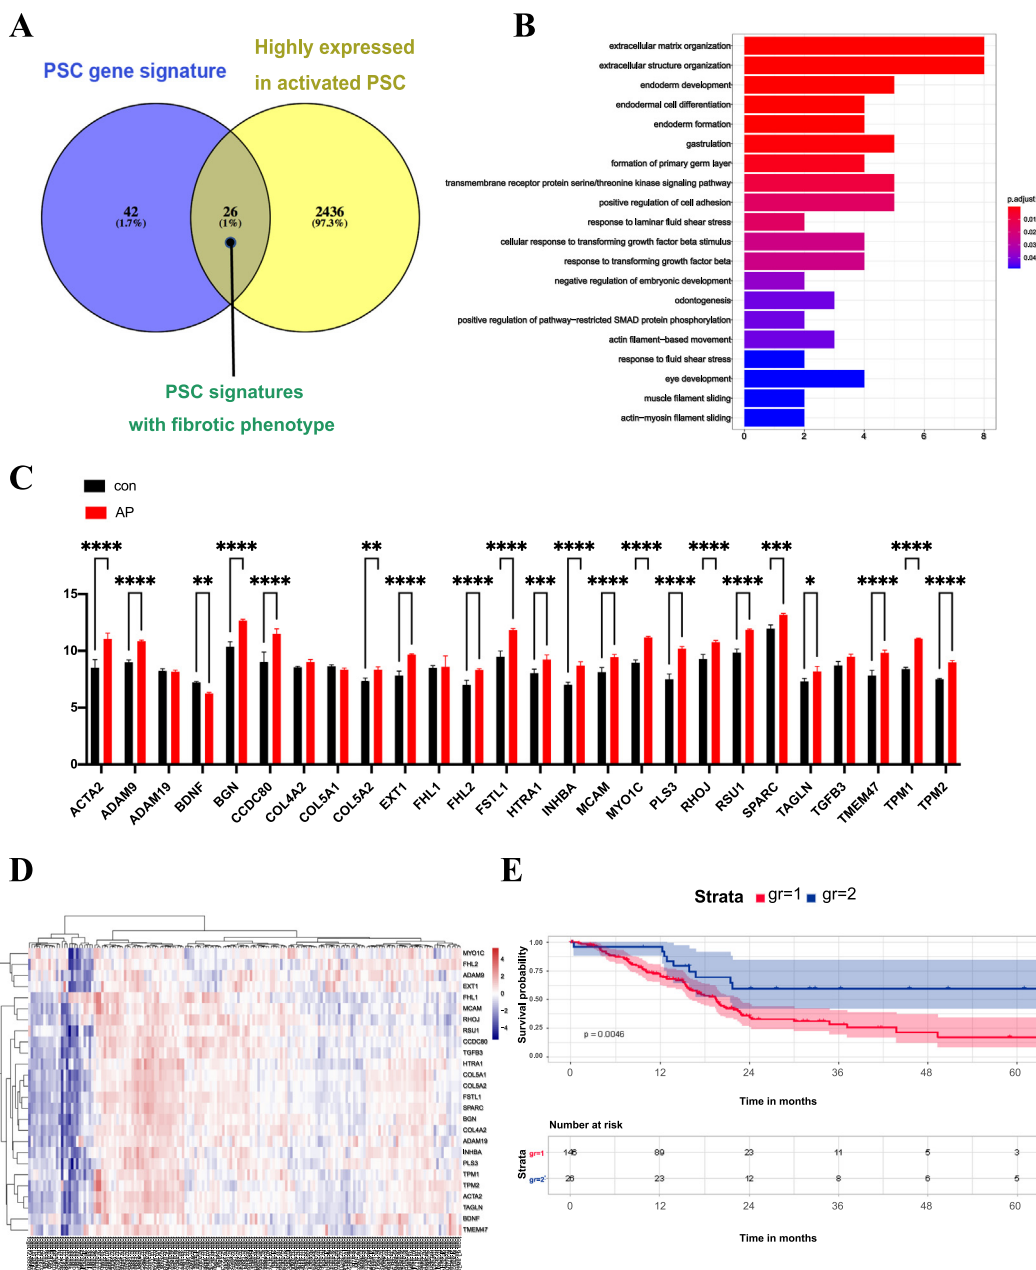 A
PSC gene signature
Highly expressed
in activated PSC
42
(1.7%)
26
(1%)
2436
(97.3%)
PSC signatures
with fibrotic phenotype
B
extracellular matrix organization
extracellular structure organization
endoderm development
endodermal cell differentiation
endoderm formation
gastrulation
formation of primary germ layer
transmembrane receptor protein serine/threonine kinase signaling pathway
positive regulation of cell adhesion
response to laminar fluid shear stress
cellular response to transforming growth factor beta stimulus
response to transforming growth factor beta
negative regulation of embryonic development
odontogenesis
positive regulation of pathway−restricted SMAD protein phosphorylation
actin filament−based movement
response to fluid shear stress
eye development
muscle filament sliding
actin−myosin filament sliding
0 2 4 6 8
p.adjust
0.01
0.04
C
con
AP
**** **** ** **** **** ** **** **** **** *** **** **** **** **** **** **** *** * **** **** ****
15
10
5
0
ACTA2 ADAM9 ADAM19 BDNF BGN CCDC80 COL4A2 COL5A1 COL5A2 EXT1 FHL1 FHL2 FSTL1 HTRA1 INHBA MCAM MYO1C PLS3 RHOJ RSU1 SPARC TAGLN TGFB3 TMEM47 TPM1 TPM2
D
MYO1C
FHL2
ADAM9
EXT1
FHL1
MCAM
RHOJ
RSU1
CCDC80
TGFB3
HTRA1
COL5A1
COL5A2
FSTL1
SPARC
BGN
COL4A2
ADAM19
INHBA
PLS3
TPM1
TPM2
ACTA2
TAGLN
BDNF
TMEM47
4
2
0
−2
−4
E
Strata gr=1 gr=2
Survival probability
1.00
0.75
0.50
0.25
0.00
p = 0.0046
0 12 24 36 48 60
Time in months
Number at risk
Strata
gr=1 89 23 11 5 3
gr=2 26 23 12 8 6 5
0 12 24 36 48 60
Time in months